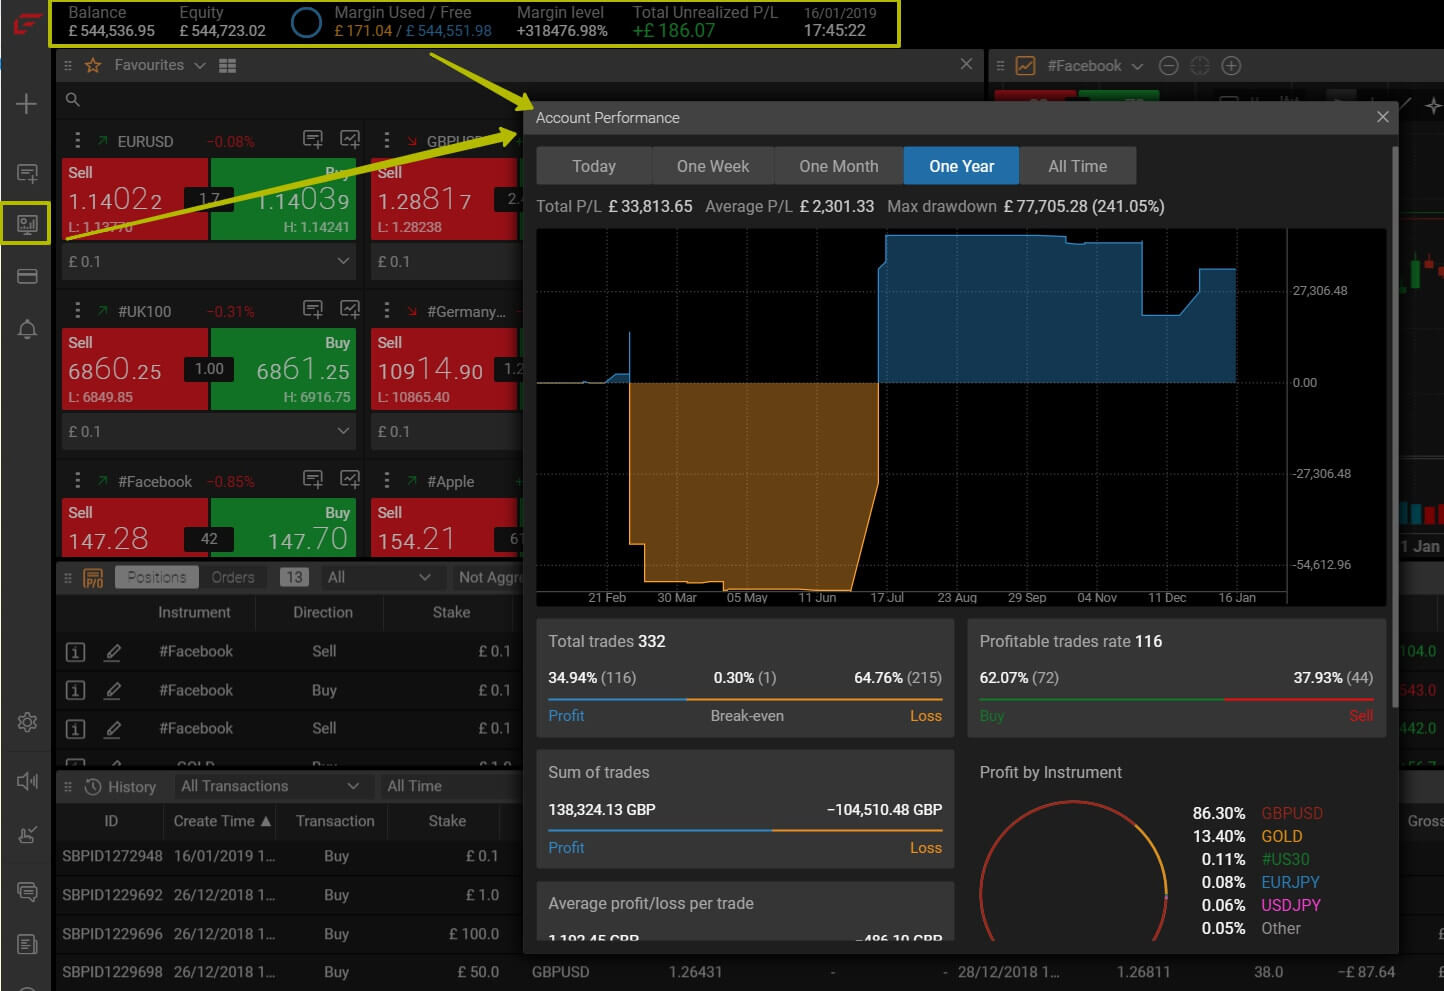 Balance Equity Margin Used / Free Margin level Total Unrealized P/L 16/01/2019
£ 544,536.95 £ 544,723.02 £ 171.04 / £ 544,551.98 +318476.98% +£ 186.07 17:45:22
Favourites
#Facebook
EURUSD −0.08%
Sell Buy
1.14022 1.7 1.14039
L: 1.13770 H: 1.14241
£ 0.1
GBPUSD
Sell
1.28817
L: 1.28238
£ 0.1
#UK100 −0.31%
Sell Buy
6860.25 1.00 6861.25
L: 6849.85 H: 6916.75
£ 0.1
#Germany...
Sell
10914.90
L: 10865.40
£ 0.1
#Facebook −0.85%
Sell Buy
147.28 42 147.70
#Apple
Sell
154.21
Account Performance
Today One Week One Month One Year All Time
Total P/L £ 33,813.65 Average P/L £ 2,301.33 Max drawdown £ 77,705.28 (241.05%)
27,306.48
0.00
-27,306.48
-54,612.96
21 Feb 30 Mar 05 May 11 Jun 17 Jul 23 Aug 29 Sep 04 Nov 11 Dec 16 Jan
Total trades 332
34.94% (116) 0.30% (1) 64.76% (215)
Profit Break-even Loss
Profitable trades rate 116
62.07% (72) 37.93% (44)
Buy Sell
Sum of trades
138,324.13 GBP −104,510.48 GBP
Profit Loss
Average profit/loss per trade
1,192.45 GBP −486.10 GBP
Profit by Instrument
86.30% GBPUSD
13.40% GOLD
0.11% #US30
0.08% EURJPY
0.06% USDJPY
0.05% Other
1 Jan
P/O Positions Orders 13 All Not Aggre
Instrument Direction Stake
#Facebook Sell £ 0.1
#Facebook Buy £ 0.1
#Facebook Sell £ 0.1
GOLD Buy £ 1.0
104.0
543.0
442.0
History All Transactions All Time
ID Create Time Transaction Stake Gross
SBPID1272948 16/01/2019 1... Buy £ 0.1
SBPID1229692 26/12/2018 1... Buy £ 1.0
SBPID1229696 26/12/2018 1... Buy £ 100.0
SBPID1229698 26/12/2018 1... Buy £ 50.0 GBPUSD 1.26431 - - 28/12/2018 1... 1.26811 38.0 −£ 87.64